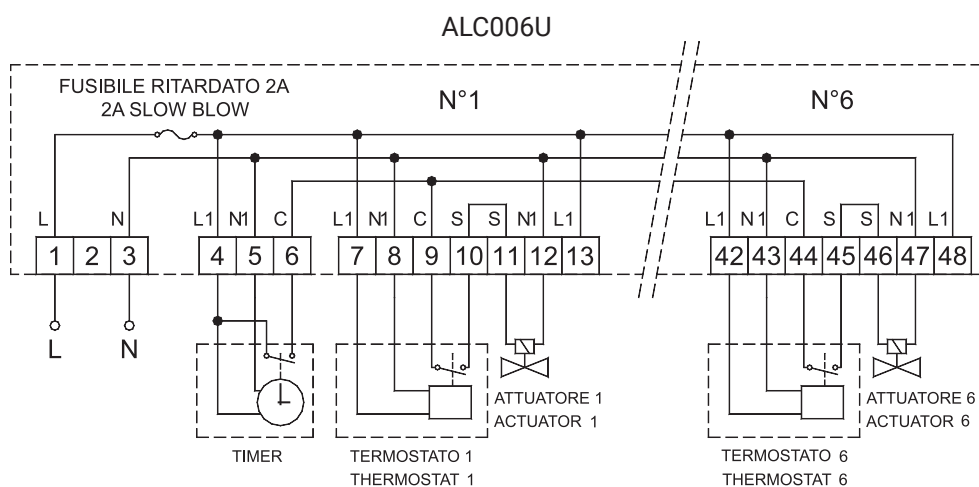 ALC006U
FUSIBILE RITARDATO 2A
2A SLOW BLOW
N°1
N°6
L N L1 N1 C L1 N1 C S S N1 L1 L1 N1 C S S N1 L1
1 2 3 4 5 6 7 8 9 10 11 12 13 42 43 44 45 46 47 48
L N
ATTUATORE 1
ACTUATOR 1
ATTUATORE 6
ACTUATOR 6
TIMER
TERMOSTATO 1
THERMOSTAT 1
TERMOSTATO 6
THERMOSTAT 6